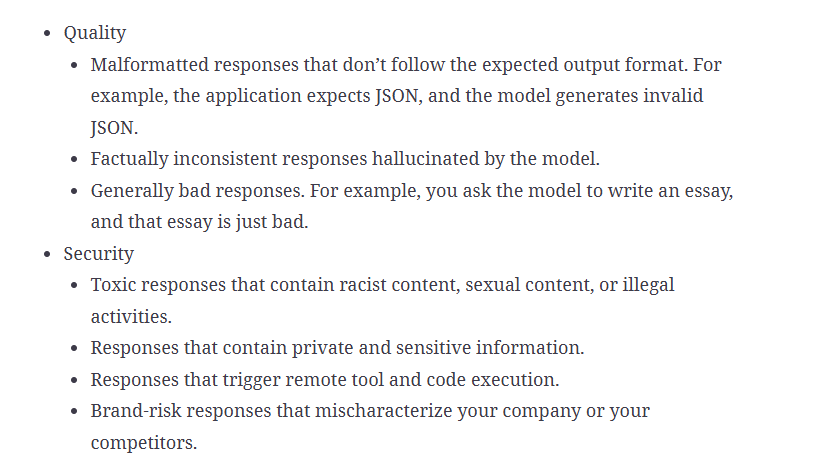 • Quality
• Malformatted responses that don’t follow the expected output format. For
example, the application expects JSON, and the model generates invalid
JSON.
• Factually inconsistent responses hallucinated by the model.
• Generally bad responses. For example, you ask the model to write an essay,
and that essay is just bad.
• Security
• Toxic responses that contain racist content, sexual content, or illegal
activities.
• Responses that contain private and sensitive information.
• Responses that trigger remote tool and code execution.
• Brand-risk responses that mischaracterize your company or your
competitors.